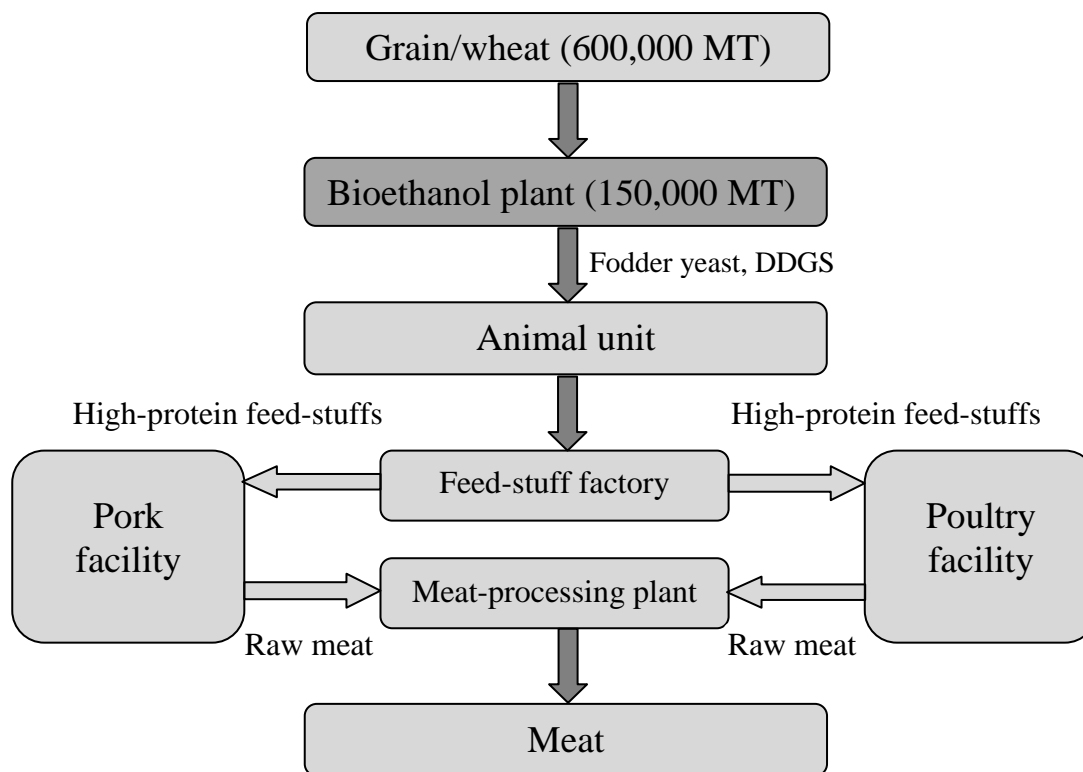 Grain/wheat (600,000 MT)
Bioethanol plant (150,000 MT)
Fodder yeast, DDGS
Animal unit
High-protein feed-stuffs
High-protein feed-stuffs
Pork
facility
Feed-stuff factory
Poultry
facility
Meat-processing plant
Raw meat
Raw meat
Meat